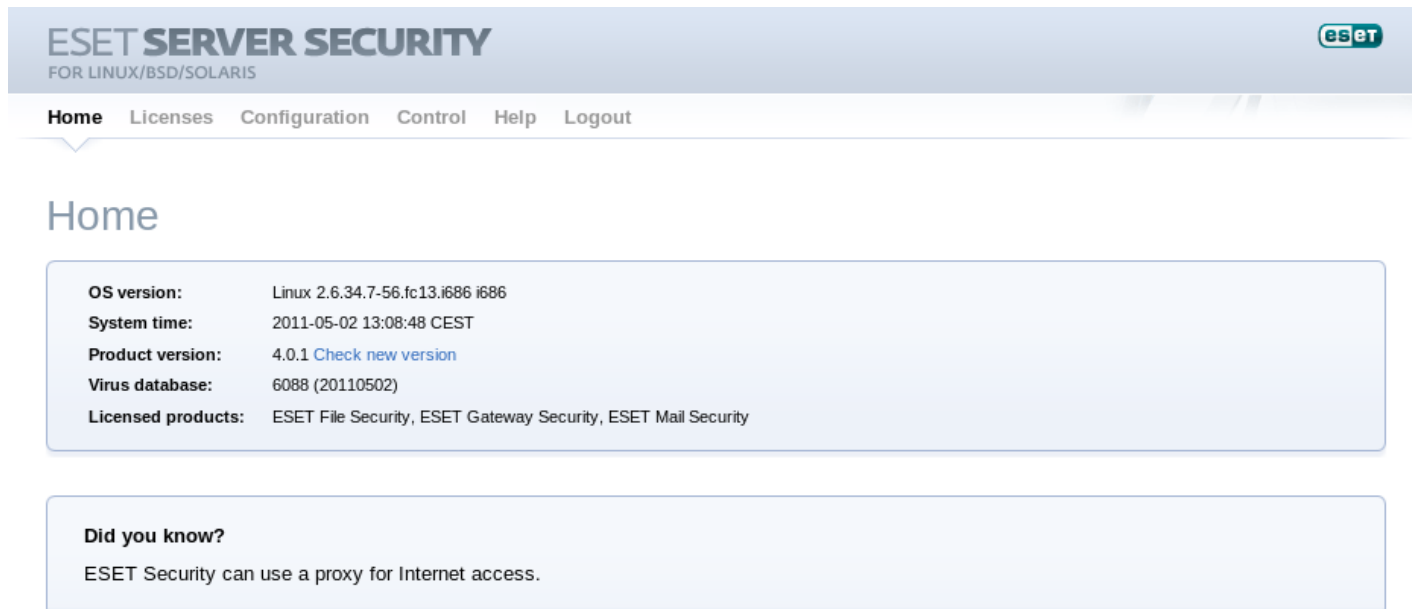 ESET SERVER SECURITY
FOR LINUX/BSD/SOLARIS
eset
Home Licenses Configuration Control Help Logout
Home
OS version: Linux 2.6.34.7-56.fc13.i686 i686
System time: 2011-05-02 13:08:48 CEST
Product version: 4.0.1 Check new version
Virus database: 6088 (20110502)
Licensed products: ESET File Security, ESET Gateway Security, ESET Mail Security
Did you know?
ESET Security can use a proxy for Internet access.